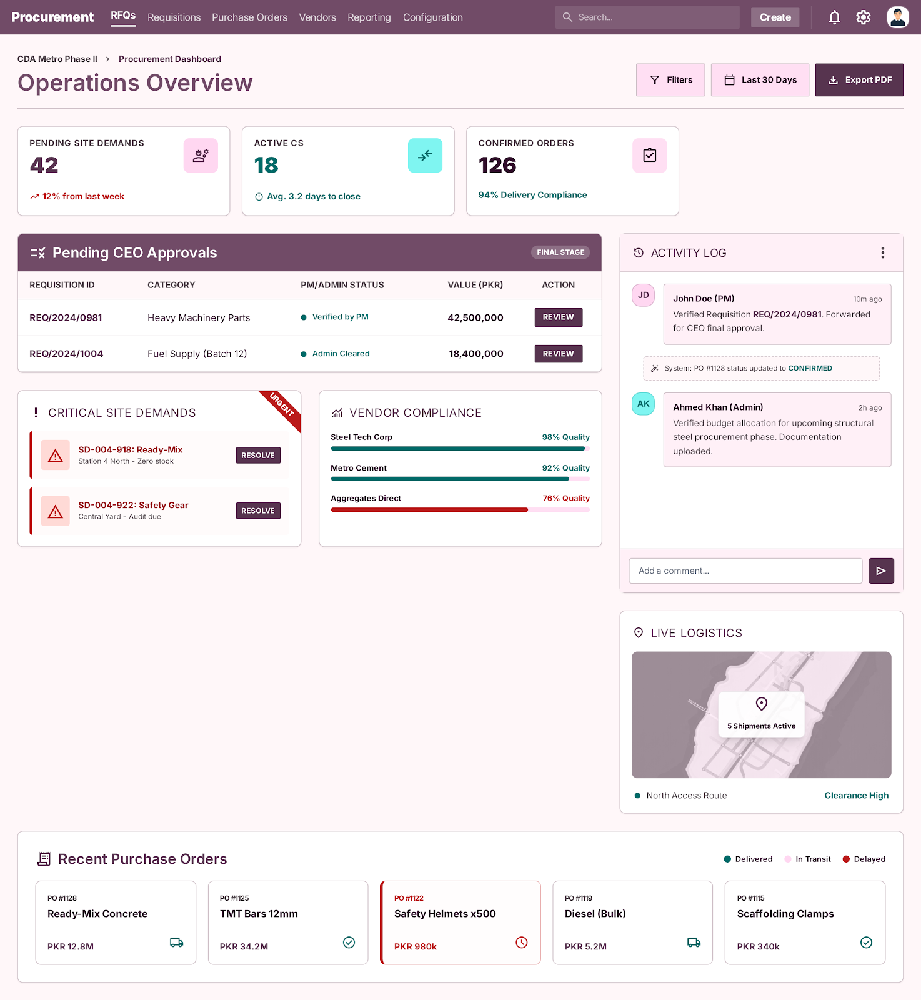 Procurement
RFQs
Requisitions
Purchase Orders
Vendors
Reporting
Configuration
Search...
Create
CDA Metro Phase II
Procurement Dashboard
Operations Overview
Filters
Last 30 Days
Export PDF
PENDING SITE DEMANDS
42
12% from last week
ACTIVE CS
18
Avg. 3.2 days to close
CONFIRMED ORDERS
126
94% Delivery Compliance
Pending CEO Approvals
FINAL STAGE
REQUISITION ID CATEGORY PM/ADMIN STATUS VALUE (PKR) ACTION
REQ/2024/0981 Heavy Machinery Parts Verified by PM 42,500,000 REVIEW
REQ/2024/1004 Fuel Supply (Batch 12) Admin Cleared 18,400,000 REVIEW
CRITICAL SITE DEMANDS
URGENT
SD-004-918: Ready-Mix
Station 4 North - Zero stock
RESOLVE
SD-004-922: Safety Gear
Central Yard - Audit due
RESOLVE
VENDOR COMPLIANCE
Steel Tech Corp 98% Quality
Metro Cement 92% Quality
Aggregates Direct 76% Quality
ACTIVITY LOG
JD
John Doe (PM) 10m ago
Verified Requisition REQ/2024/0981. Forwarded
for CEO final approval.
System: PO #1128 status updated to CONFIRMED
AK
Ahmed Khan (Admin) 2h ago
Verified budget allocation for upcoming structural
steel procurement phase. Documentation
uploaded.
Add a comment...
LIVE LOGISTICS
5 Shipments Active
North Access Route Clearance High
Recent Purchase Orders
Delivered
In Transit
Delayed
PO #1128
Ready-Mix Concrete
PKR 12.8M
PO #1125
TMT Bars 12mm
PKR 34.2M
PO #1122
Safety Helmets x500
PKR 980k
PO #1119
Diesel (Bulk)
PKR 5.2M
PO #1115
Scaffolding Clamps
PKR 340k